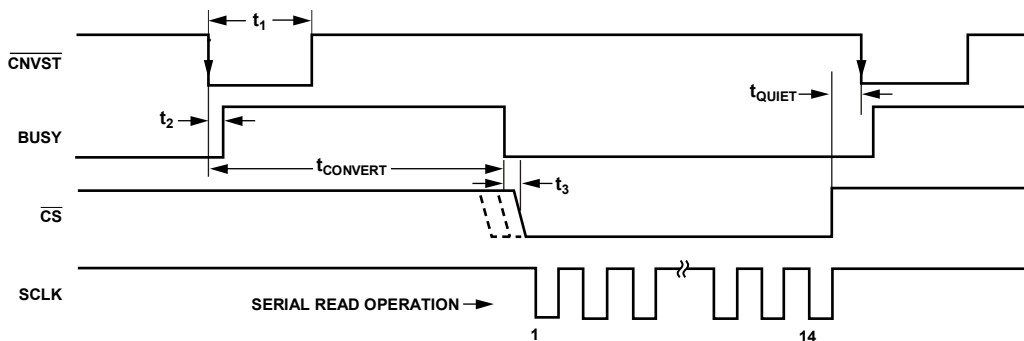 t1
CNVST
tQUIET
t2
BUSY
tCONVERT
t3
CS
SCLK
SERIAL READ OPERATION
1
14